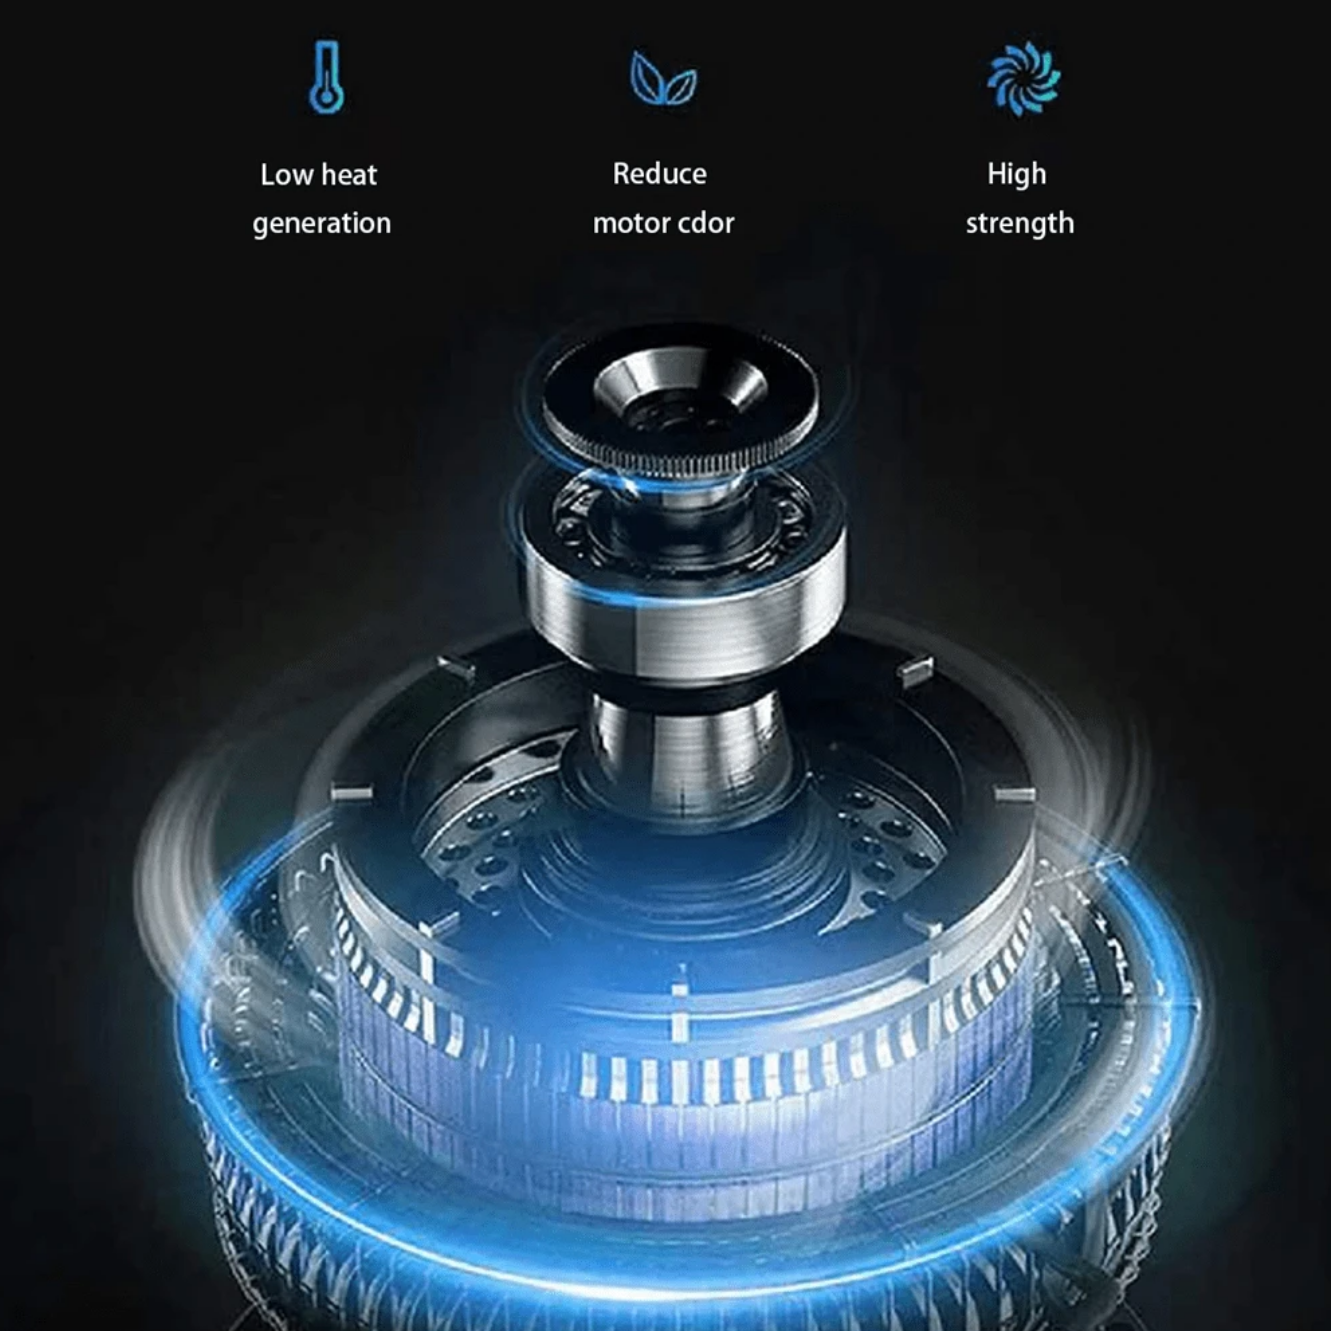 Low heat
generation
Reduce
motor cdor
High
strength